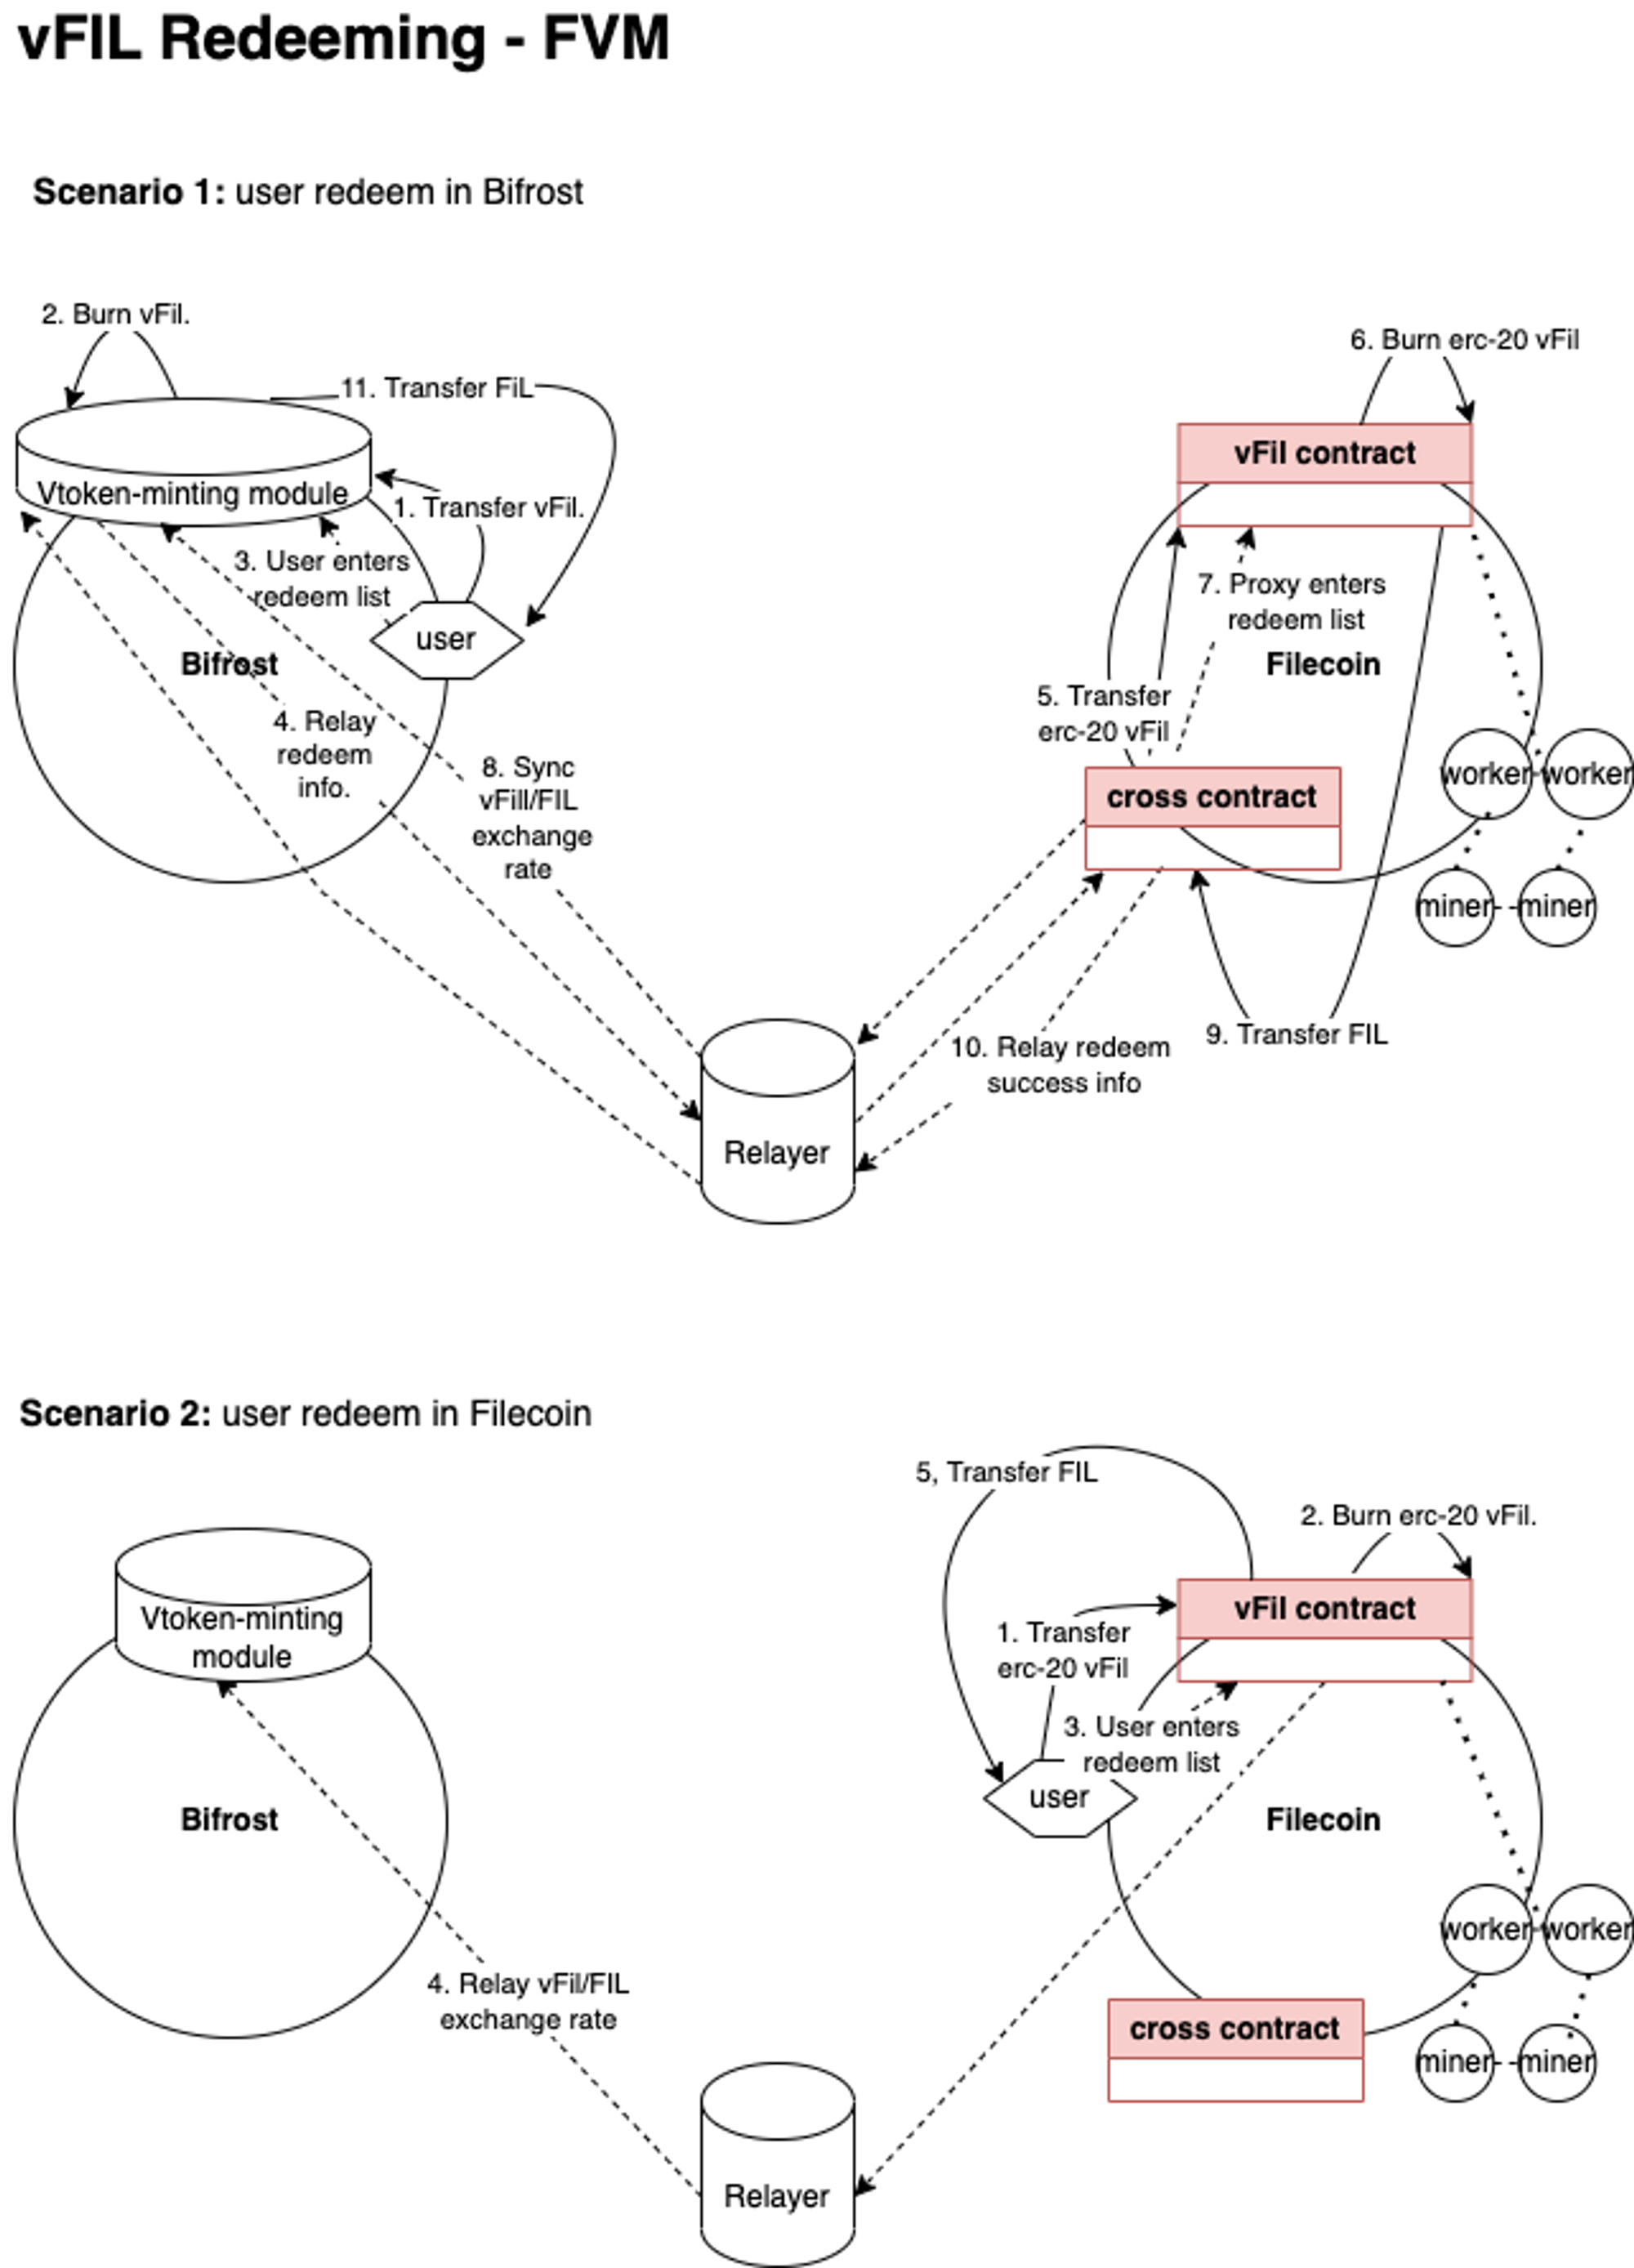 vFIL Redeeming - FVM
Scenario 1: user redeem in Bifrost
2. Burn vFil.
11. Transfer FiL
Vtoken-minting module
1. Transfer vFil.
3. User enters
redeem list
user
Bifrost
4. Relay
redeem
info.
8. Sync
vFill/FIL
exchange
rate
6. Burn erc-20 vFil
vFil contract
7. Proxy enters
redeem list
Filecoin
5. Transfer
erc-20 vFil
cross contract
worker
worker
miner
miner
9. Transfer FIL
10. Relay redeem
success info
Relayer
Scenario 2: user redeem in Filecoin
5, Transfer FIL
2. Burn erc-20 vFil.
vFil contract
1. Transfer
erc-20 vFil
3. User enters
redeem list
user
Vtoken-minting
module
Bifrost
Filecoin
worker
worker
4. Relay vFil/FIL
exchange rate
cross contract
miner
miner
Relayer